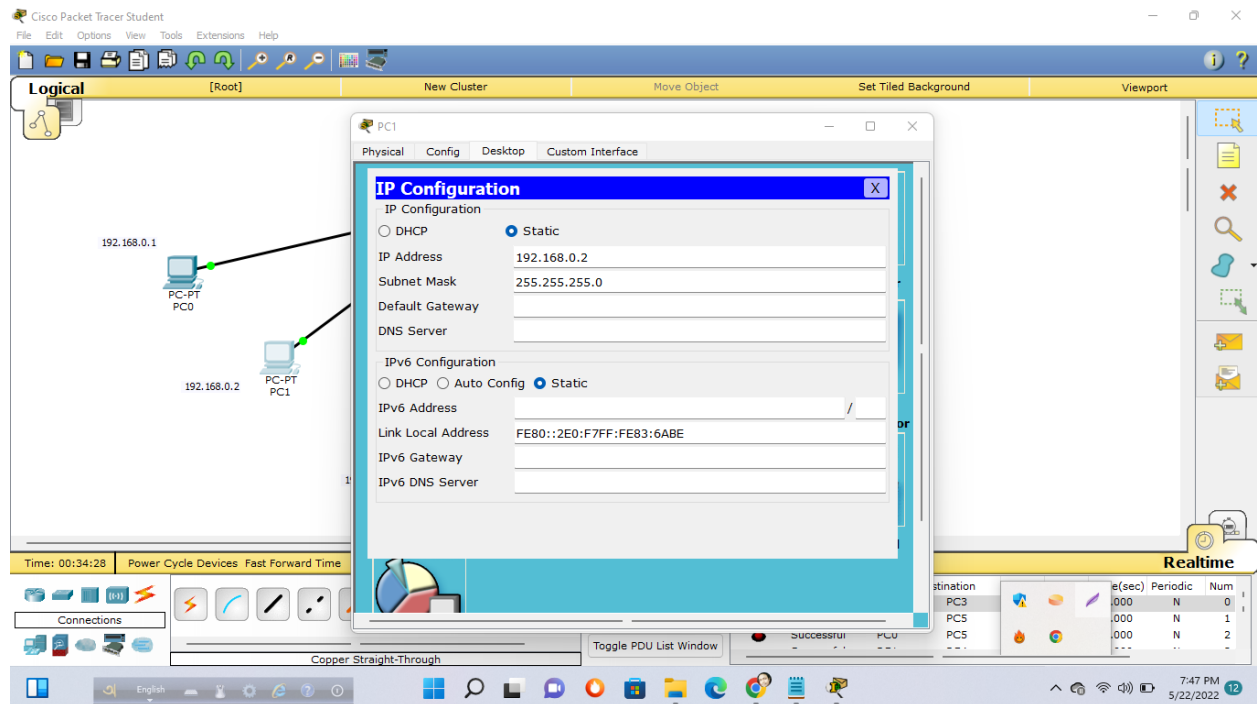 Cisco Packet Tracer Student
File Edit Options View Tools Extensions Help
Logical [Root] New Cluster Move Object Set Tiled Background Viewport
PC1
Physical Config Desktop Custom Interface
IP Configuration X
IP Configuration
DHCP Static
IP Address 192.168.0.2
Subnet Mask 255.255.255.0
Default Gateway
DNS Server
IPv6 Configuration
DHCP Auto Config Static
IPv6 Address /
Link Local Address FE80::2E0:F7FF:FE83:6ABE
IPv6 Gateway
IPv6 DNS Server
192.168.0.1
PC-PT
PC0
192.168.0.2
PC-PT
PC1
Time: 00:34:28 Power Cycle Devices Fast Forward Time Realtime
Connections
Copper Straight-Through
Toggle PDU List Window
stination e(sec) Periodic Num
PC3 .000 N 0
PC5 .000 N 1
Successful PC0 PC5 .000 N 2
English
7:47 PM
5/22/2022 12